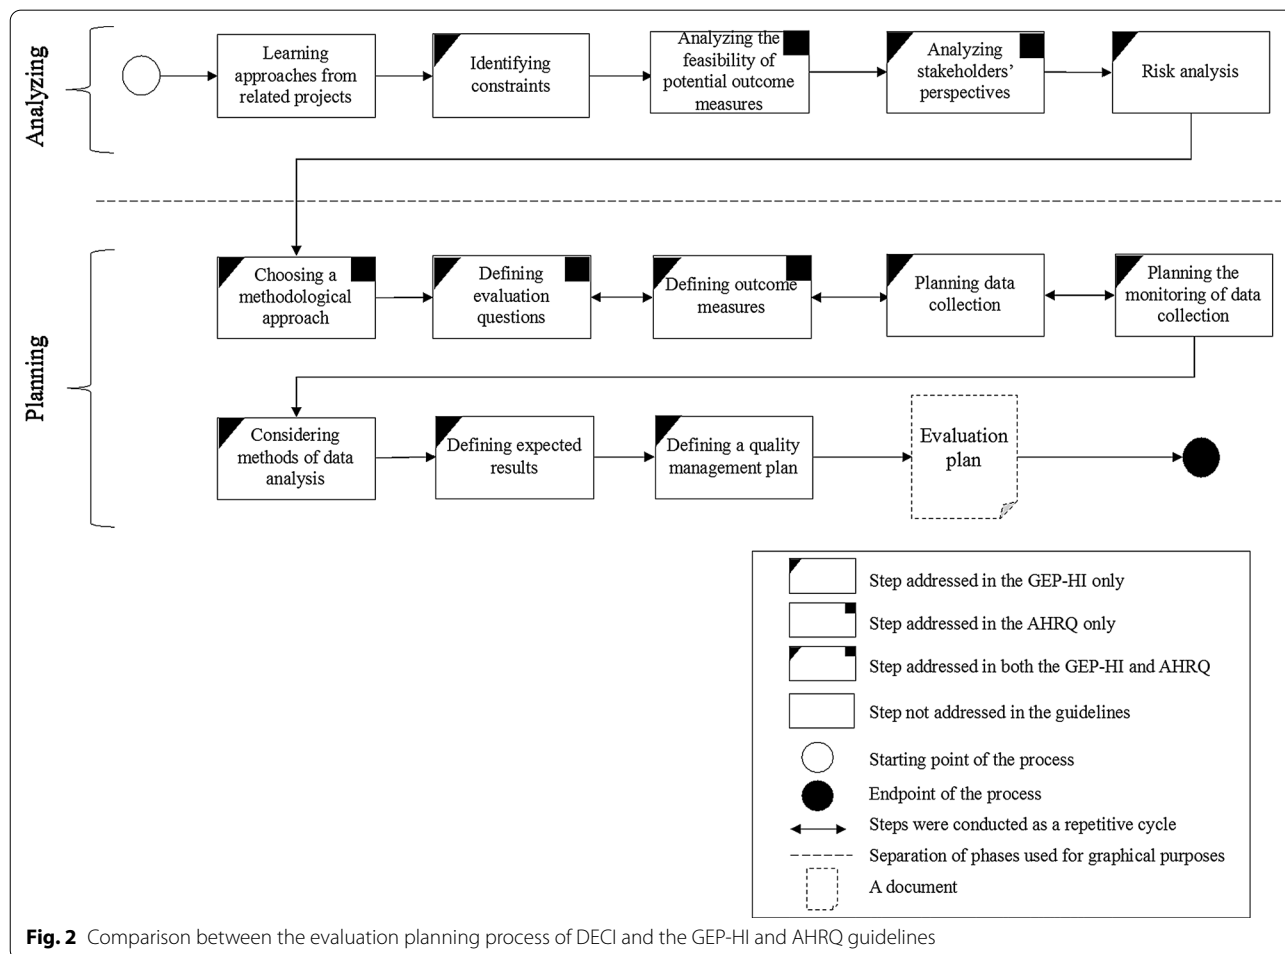 Analyzing
Learning
approaches from
related projects
Identifying
constraints
Analyzing the
feasibility of
potential outcome
measures
Analyzing
stakeholders'
perspectives
Risk analysis
Planning
Choosing a
methodological
approach
Defining
evaluation
questions
Defining outcome
measures
Planning data
collection
Planning the
monitoring of data
collection
Considering
methods of data
analysis
Defining expected
results
Defining a quality
management plan
Evaluation
plan
Step addressed in the GEP-HI only
Step addressed in the AHRQ only
Step addressed in both the GEP-HI and AHRQ
Step not addressed in the guidelines
Starting point of the process
Endpoint of the process
Steps were conducted as a repetitive cycle
Separation of phases used for graphical purposes
A document
Fig. 2 Comparison between the evaluation planning process of DECI and the GEP-HI and AHRQ guidelines